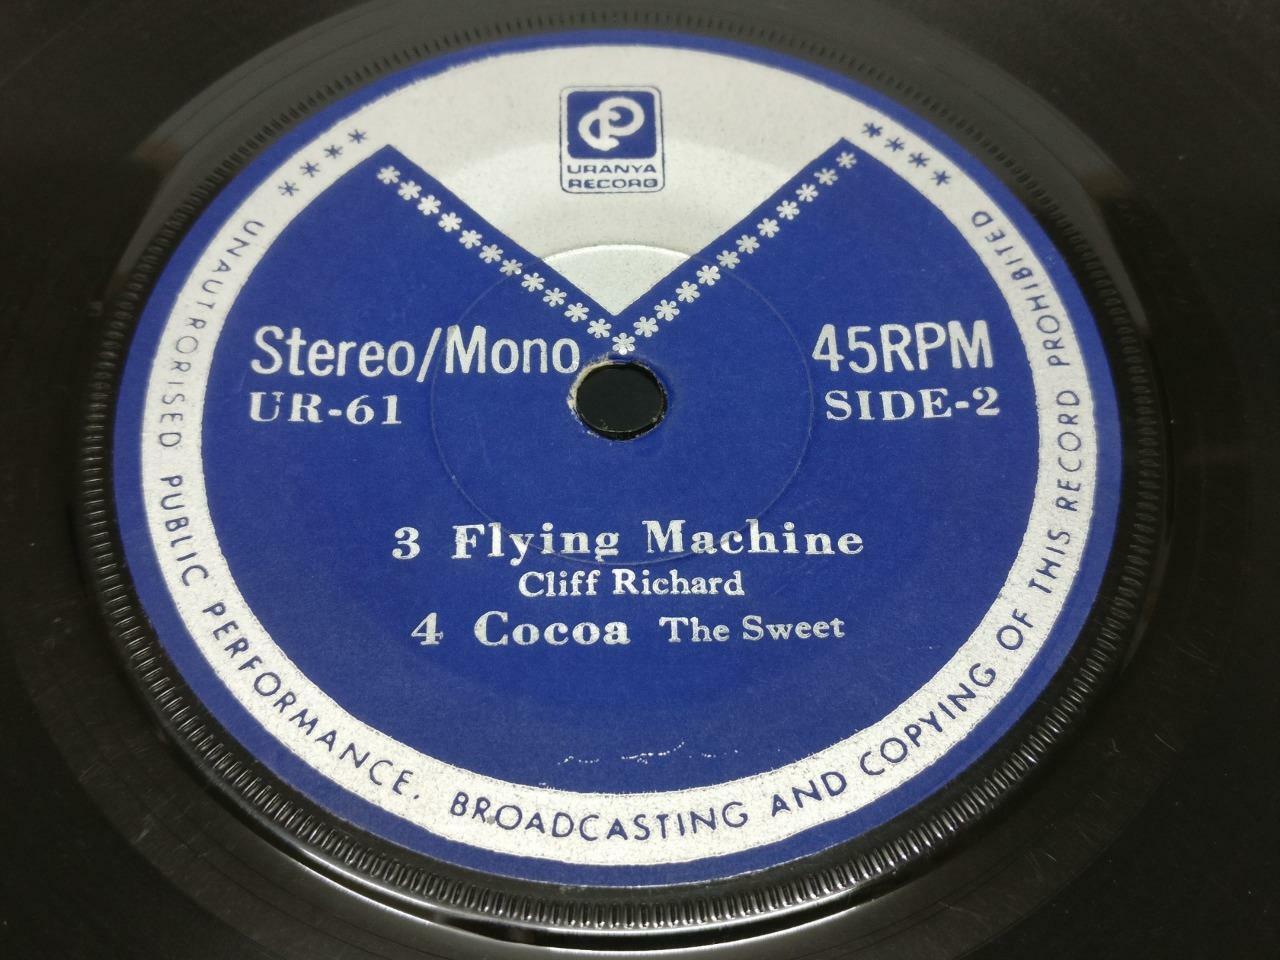 URANYA
RECORD
Stereo/Mono
45RPM
UR-61
SIDE-2
3 Flying Machine
Cliff Richard
4 Cocoa The Sweet
UNAUTRORISED PUBLIC PERFORMANCE. BROADCASTING AND COPYING OF THIS RECORD PROHIBITED